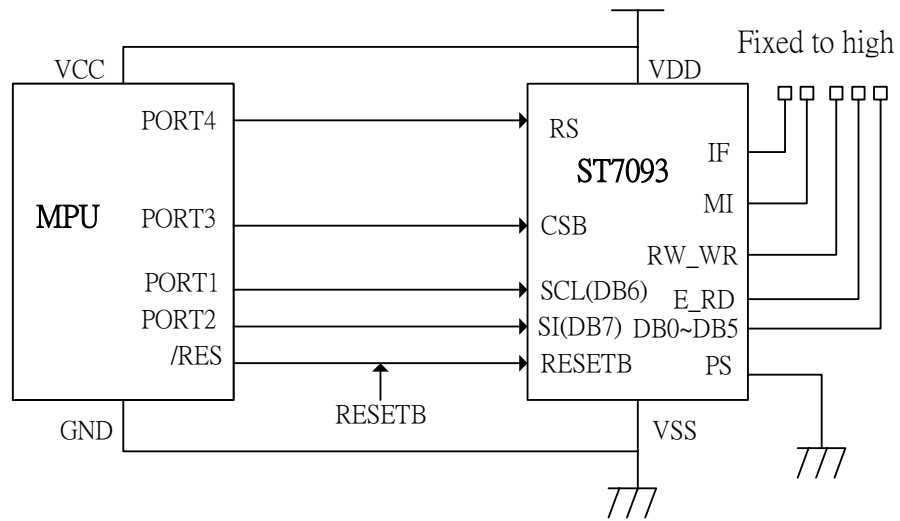 Fixed to high
VCC
VDD
PORT4
RS
IF
ST7093
MI
MPU
PORT3
CSB
RW_WR
PORT1
SCL(DB6)
E_RD
PORT2
SI(DB7)
DB0~DB5
/RES
RESETB
PS
RESETB
GND
VSS